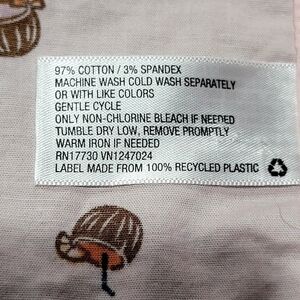 97% COTTON / 3% SPANDEX
MACHINE WASH COLD WASH SEPARATELY
OR WITH LIKE COLORS
GENTLE CYCLE
ONLY NON-CHLORINE BLEACH IF NEEDED
TUMBLE DRY LOW, REMOVE PROMPTLY
WARM IRON IF NEEDED
RN17730 VN1247024
LABEL MADE FROM 100% RECYCLED PLASTIC